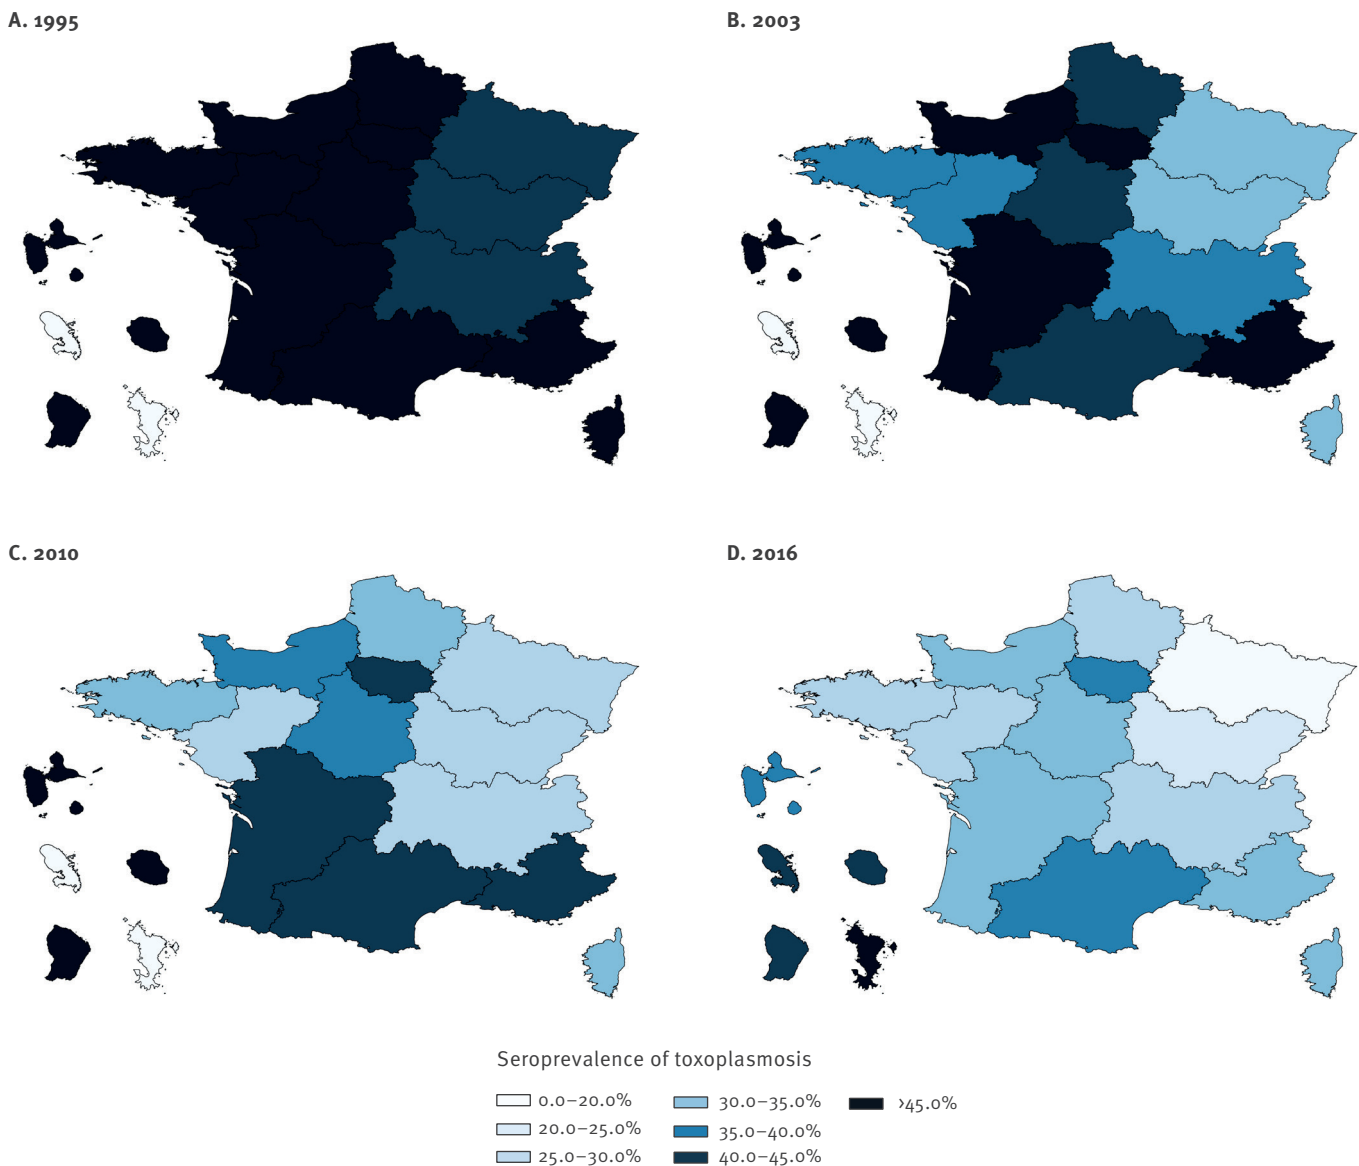 A. 1995
B. 2003
C. 2010
D. 2016
Seroprevalence of toxoplasmosis
0.0–20.0%
30.0–35.0%
>45.0%
20.0–25.0%
35.0–40.0%
25.0–30.0%
40.0–45.0%